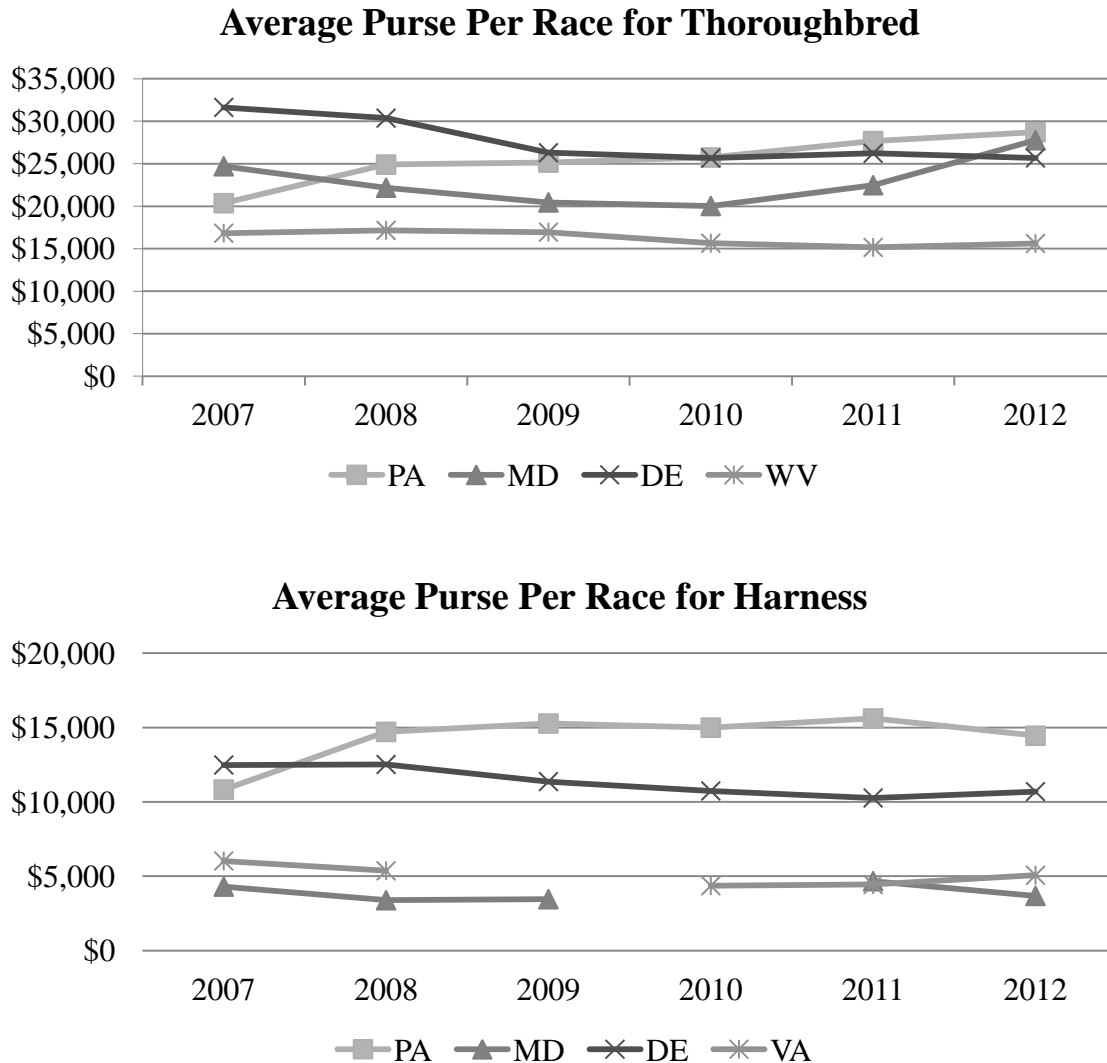 Average Purse Per Race for Thoroughbred
$35,000
$30,000
$25,000
$20,000
$15,000
$10,000
$5,000
$0
2007 2008 2009 2010 2011 2012
PA MD DE WV
Average Purse Per Race for Harness
$20,000
$15,000
$10,000
$5,000
$0
2007 2008 2009 2010 2011 2012
PA MD DE VA